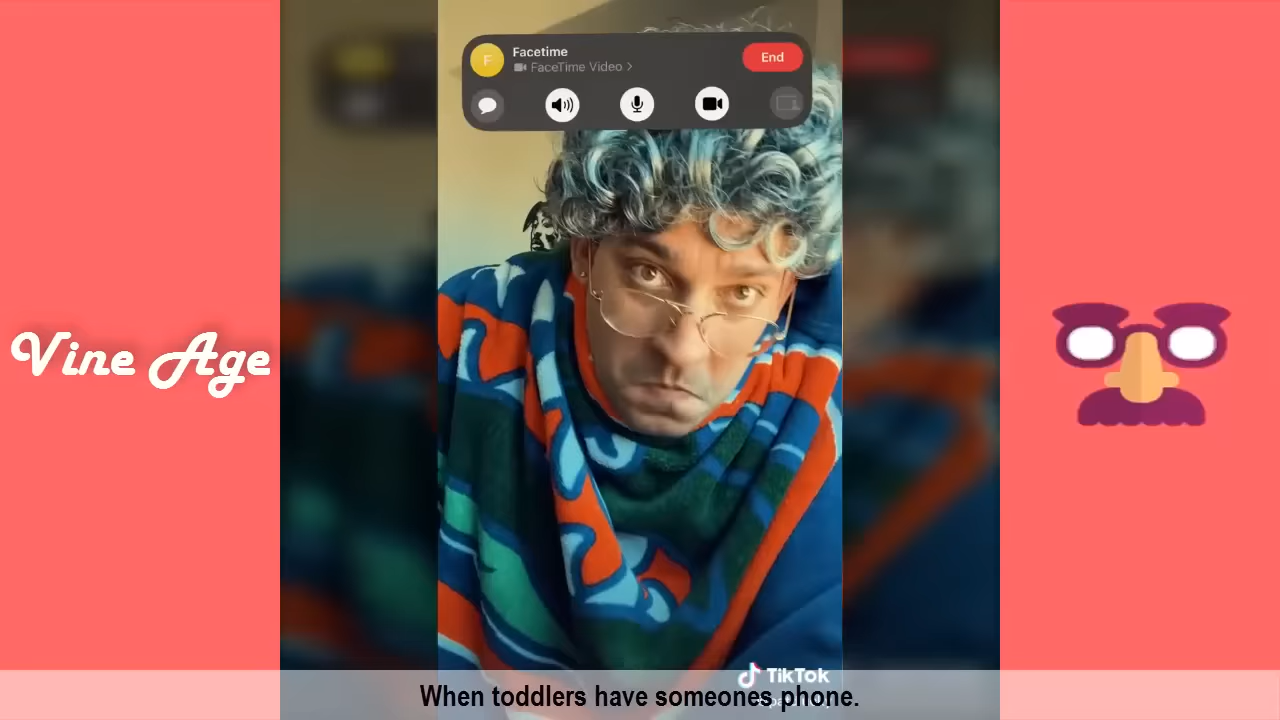 Facetime
F
FaceTime Video >
End
Vine Age
TikTok
When toddlers have someones phone.